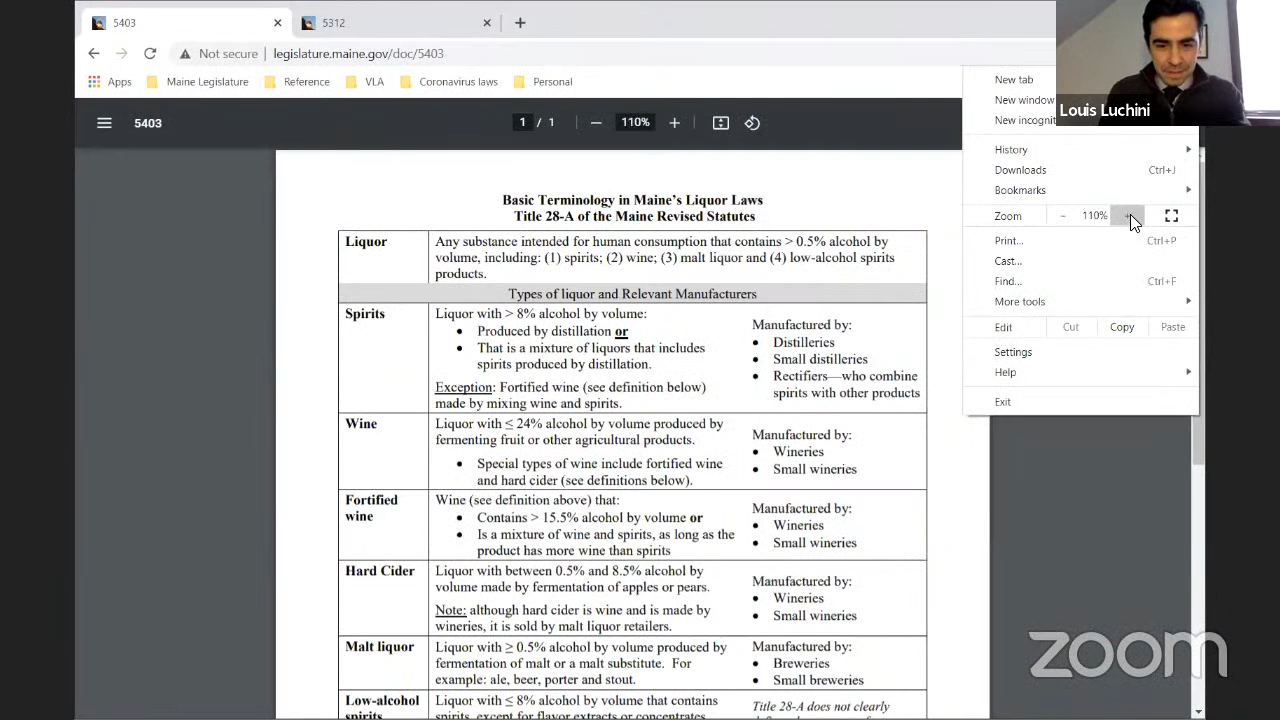 5403
5312
Not secure
legislature.maine.gov/doc/5403
Apps
Maine Legislature
Reference
VLA
Coronavirus laws
Personal
Louis Luchini
5403
1 / 1
110%
New tab
New window
New incognit
History
Downloads Ctrl+J
Bookmarks
Zoom - 110% +
Print... Ctrl+P
Cast...
Find... Ctrl+F
More tools
Edit Cut Copy Paste
Settings
Help
Exit
Basic Terminology in Maine's Liquor Laws
Title 28-A of the Maine Revised Statutes
Liquor
Any substance intended for human consumption that contains > 0.5% alcohol by
volume, including: (1) spirits; (2) wine; (3) malt liquor and (4) low-alcohol spirits
products.
Types of liquor and Relevant Manufacturers
Spirits
Liquor with > 8% alcohol by volume:
• Produced by distillation or
• That is a mixture of liquors that includes
spirits produced by distillation.
Exception: Fortified wine (see definition below)
made by mixing wine and spirits.
Manufactured by:
• Distilleries
• Small distilleries
• Rectifiers—who combine
spirits with other products
Wine
Liquor with ≤ 24% alcohol by volume produced by
fermenting fruit or other agricultural products.
• Special types of wine include fortified wine
and hard cider (see definitions below).
Manufactured by:
• Wineries
• Small wineries
Fortified
wine
Wine (see definition above) that:
• Contains > 15.5% alcohol by volume or
• Is a mixture of wine and spirits, as long as the
product has more wine than spirits
Manufactured by:
• Wineries
• Small wineries
Hard Cider
Liquor with between 0.5% and 8.5% alcohol by
volume made by fermentation of apples or pears.
Note: although hard cider is wine and is made by
wineries, it is sold by malt liquor retailers.
Manufactured by:
• Wineries
• Small wineries
Malt liquor
Liquor with ≥ 0.5% alcohol by volume produced by
fermentation of malt or a malt substitute. For
example: ale, beer, porter and stout.
Manufactured by:
• Breweries
• Small breweries
Low-alcohol
spirits
Liquor with ≤ 8% alcohol by volume that contains
spirits, except for flavor extracts or concentrates
Title 28-A does not clearly
zoom